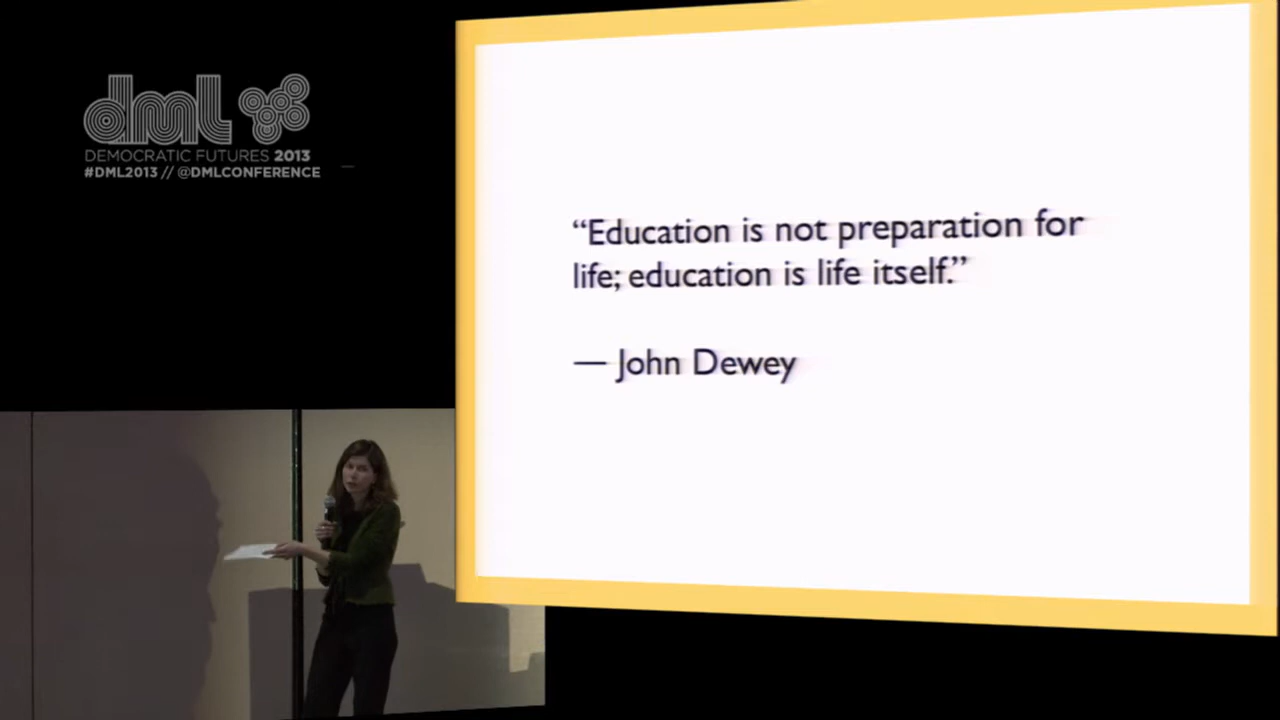 dml
DEMOCRATIC FUTURES 2013
#DML2013 // @DMLCONFERENCE
“Education is not preparation for
life; education is life itself.”
— John Dewey